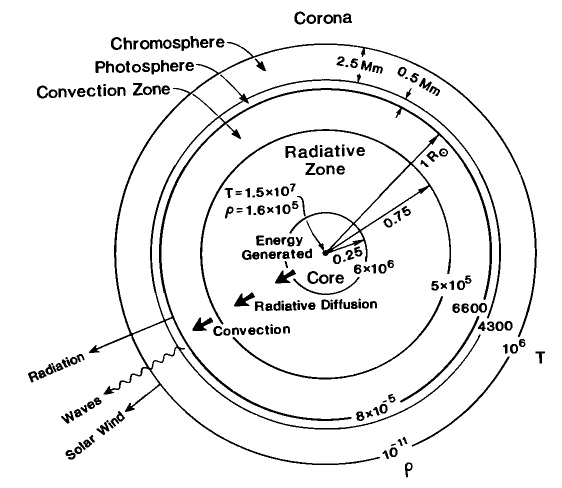 Corona
Chromosphere
Photosphere
Convection Zone
2.5 Mm
0.5 Mm
1 R☉
Radiative
Zone
T=1.5×10⁷
ρ=1.6×10⁵
0.75
Energy
Generated
0.25
Core
6×10⁶
5×10⁵
Radiative Diffusion
6600
Convection
4300
10⁶
T
Radiation
Waves
Solar Wind
8×10⁻⁵
10⁻¹¹
ρ